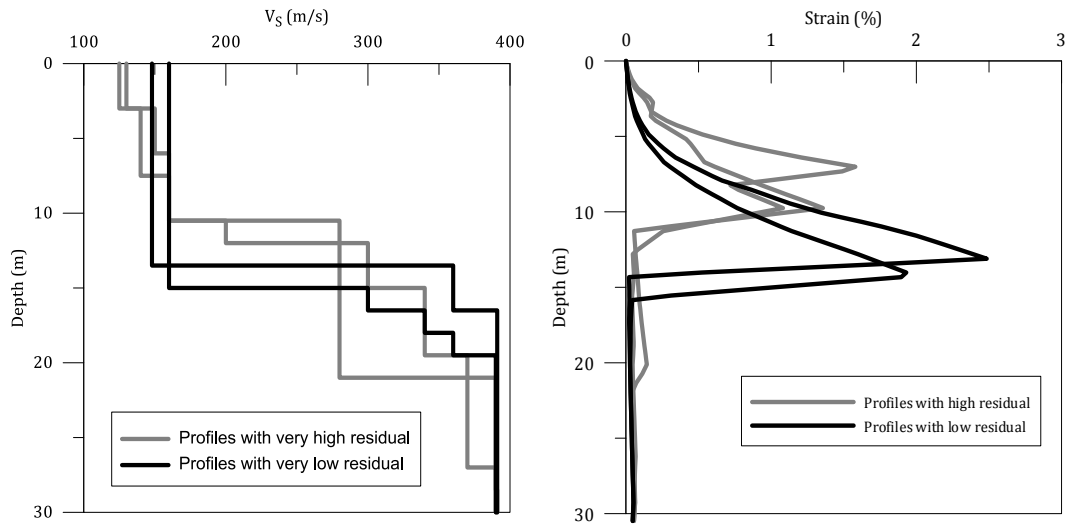 V_S (m/s)
100 200 300 400
0
10
20
30
Depth (m)
Profiles with very high residual
Profiles with very low residual
Strain (%)
0 1 2 3
0
10
20
30
Depth (m)
Profiles with high residual
Profiles with low residual